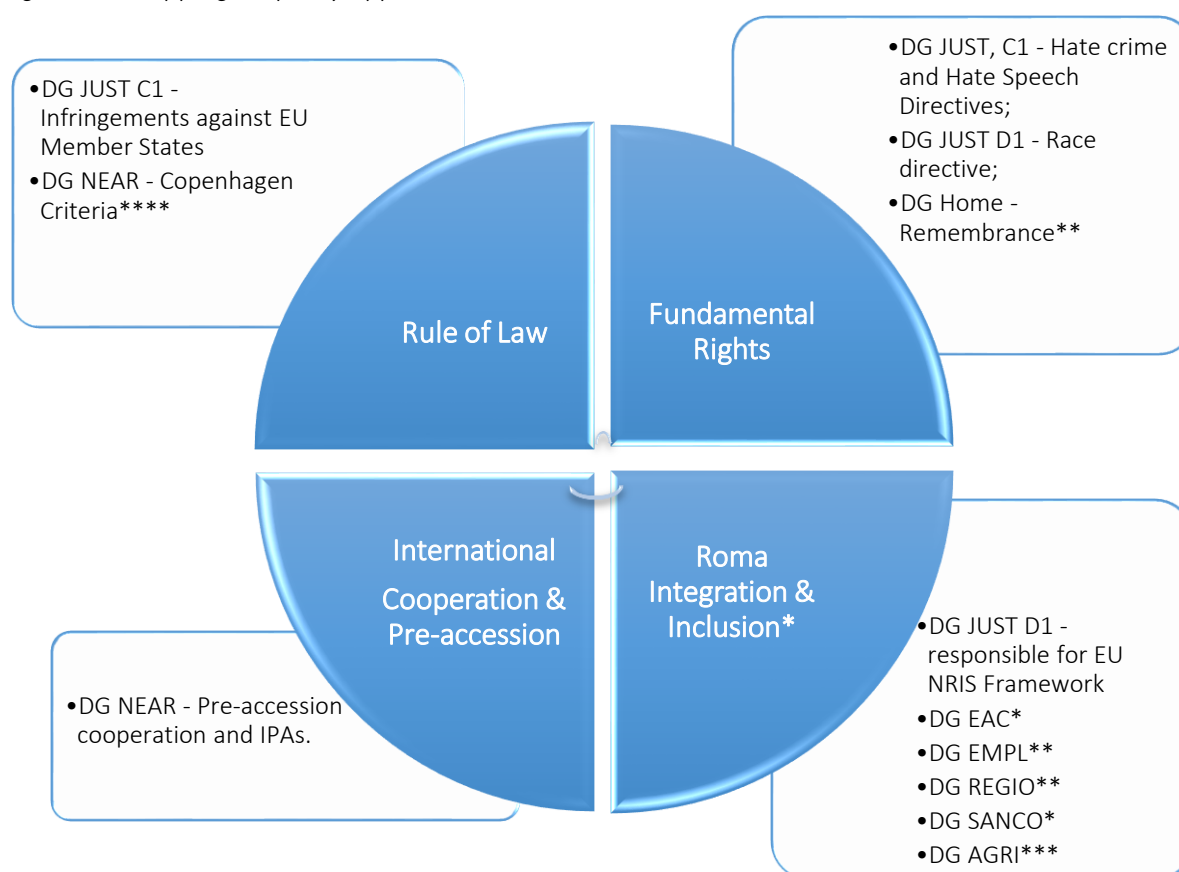 •DG JUST C1 -
Infringements against EU
Member States
•DG NEAR - Copenhagen
Criteria****
•DG JUST, C1 - Hate crime
and Hate Speech
Directives;
•DG JUST D1 - Race
directive;
•DG Home -
Remembrance**
Rule of Law
Fundamental
Rights
International
Cooperation &
Pre-accession
Roma
Integration &
Inclusion*
•DG NEAR - Pre-accession
cooperation and IPAs.
•DG JUST D1 -
responsible for EU
NRIS Framework
•DG EAC*
•DG EMPL**
•DG REGIO**
•DG SANCO*
•DG AGRI***